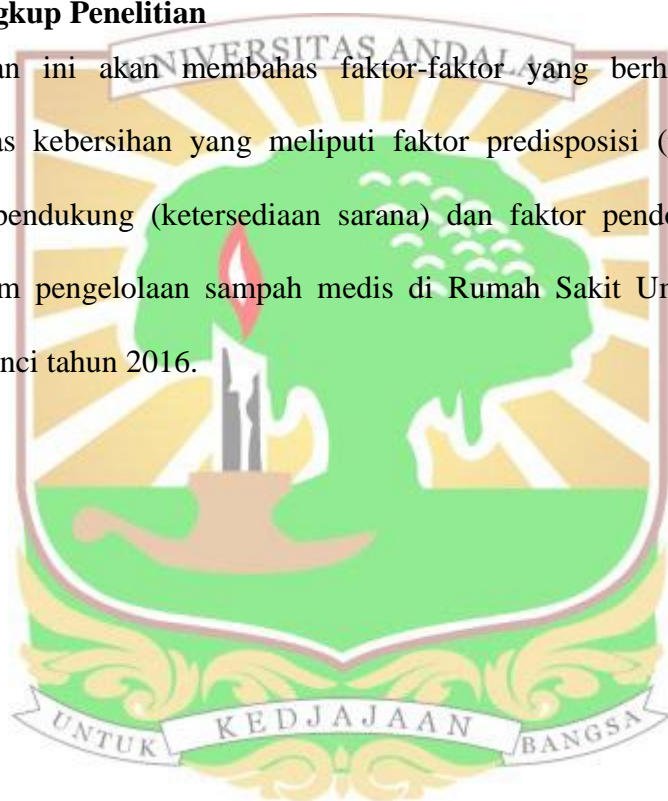 gkup Penelitian
UNIVERSITAS ANDALAS
an ini akan membahas faktor-faktor yang berh
as kebersihan yang meliputi faktor predisposisi (
pendukung (ketersediaan sarana) dan faktor pend
m pengelolaan sampah medis di Rumah Sakit Un
nci tahun 2016.
UNTUK KEDJAJAAN BANGSA